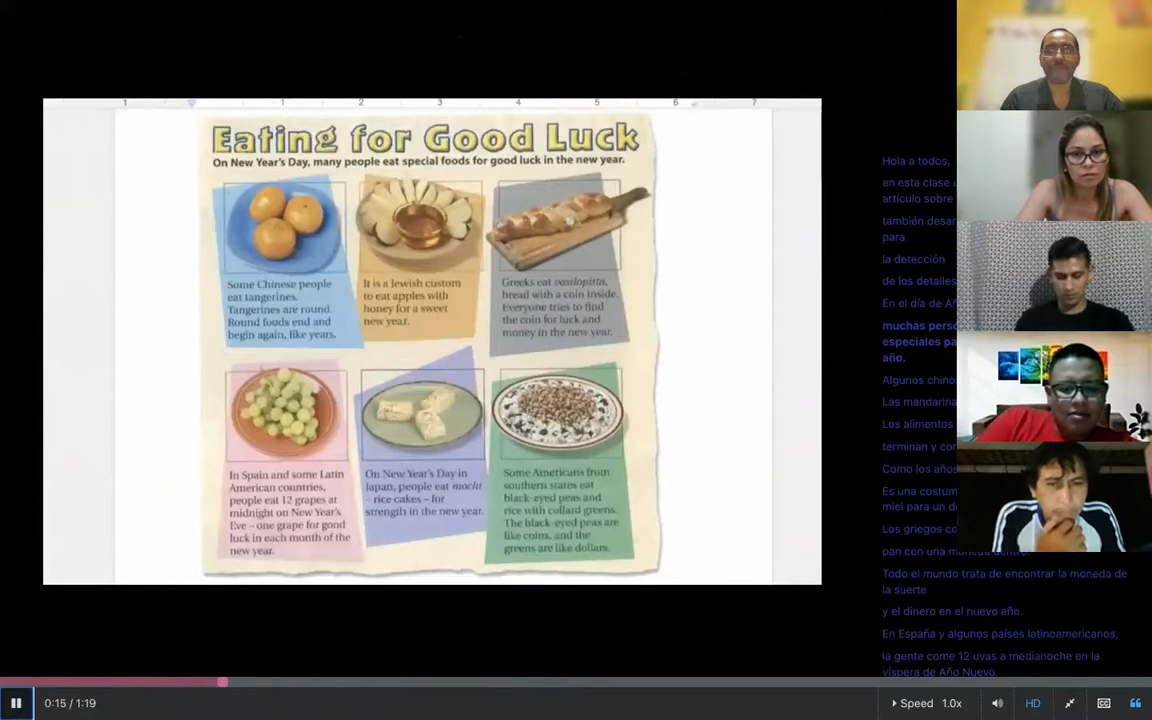 1 1 2 3 4 5 6 7
Eating for Good Luck
On New Year's Day, many people eat special foods for good luck in the new year.
Some Chinese people
eat tangerines.
Tangerines are round.
Round foods end and
begin again, like years.
It is a Jewish custom
to eat apples with
honey for a sweet
new year.
Greeks eat vasilopitta,
bread with a coin inside.
Everyone tries to find
the coin for luck and
money in the new year.
In Spain and some Latin
American countries,
people eat 12 grapes at
midnight on New Year's
Eve – one grape for good
luck in each month of the
new year.
On New Year's Day in
Japan, people eat mochi
– rice cakes – for
strength in the new year.
Some Americans from
southern states eat
black-eyed peas and
rice with collard greens.
The black-eyed peas are
like coins, and the
greens are like dollars.
Hola a todos,
en esta clase
artículo sobre
también
para
la detección
de los detalles
En el día de
muchas
especiales
año.
Algunos
Las
Los alimentos
terminan y
Como los años
Es una
miel para un
Los griegos
pan con una moneda dentro.
Todo el mundo trata de encontrar la moneda de
la suerte
y el dinero en el nuevo año.
En España y algunos países latinoamericanos,
la gente come 12 uvas a medianoche en la
víspera de Año Nuevo,
0:15 / 1:19
Speed 1.0x
HD
CC